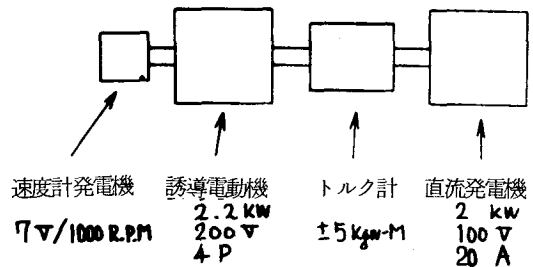 速度計発電機
7V/1000 R.P.M
誘導電動機
2.2 KW
200 V
4 P
トルク計
±5 Kgw-M
直流発電機
2 KW
100 V
20 A